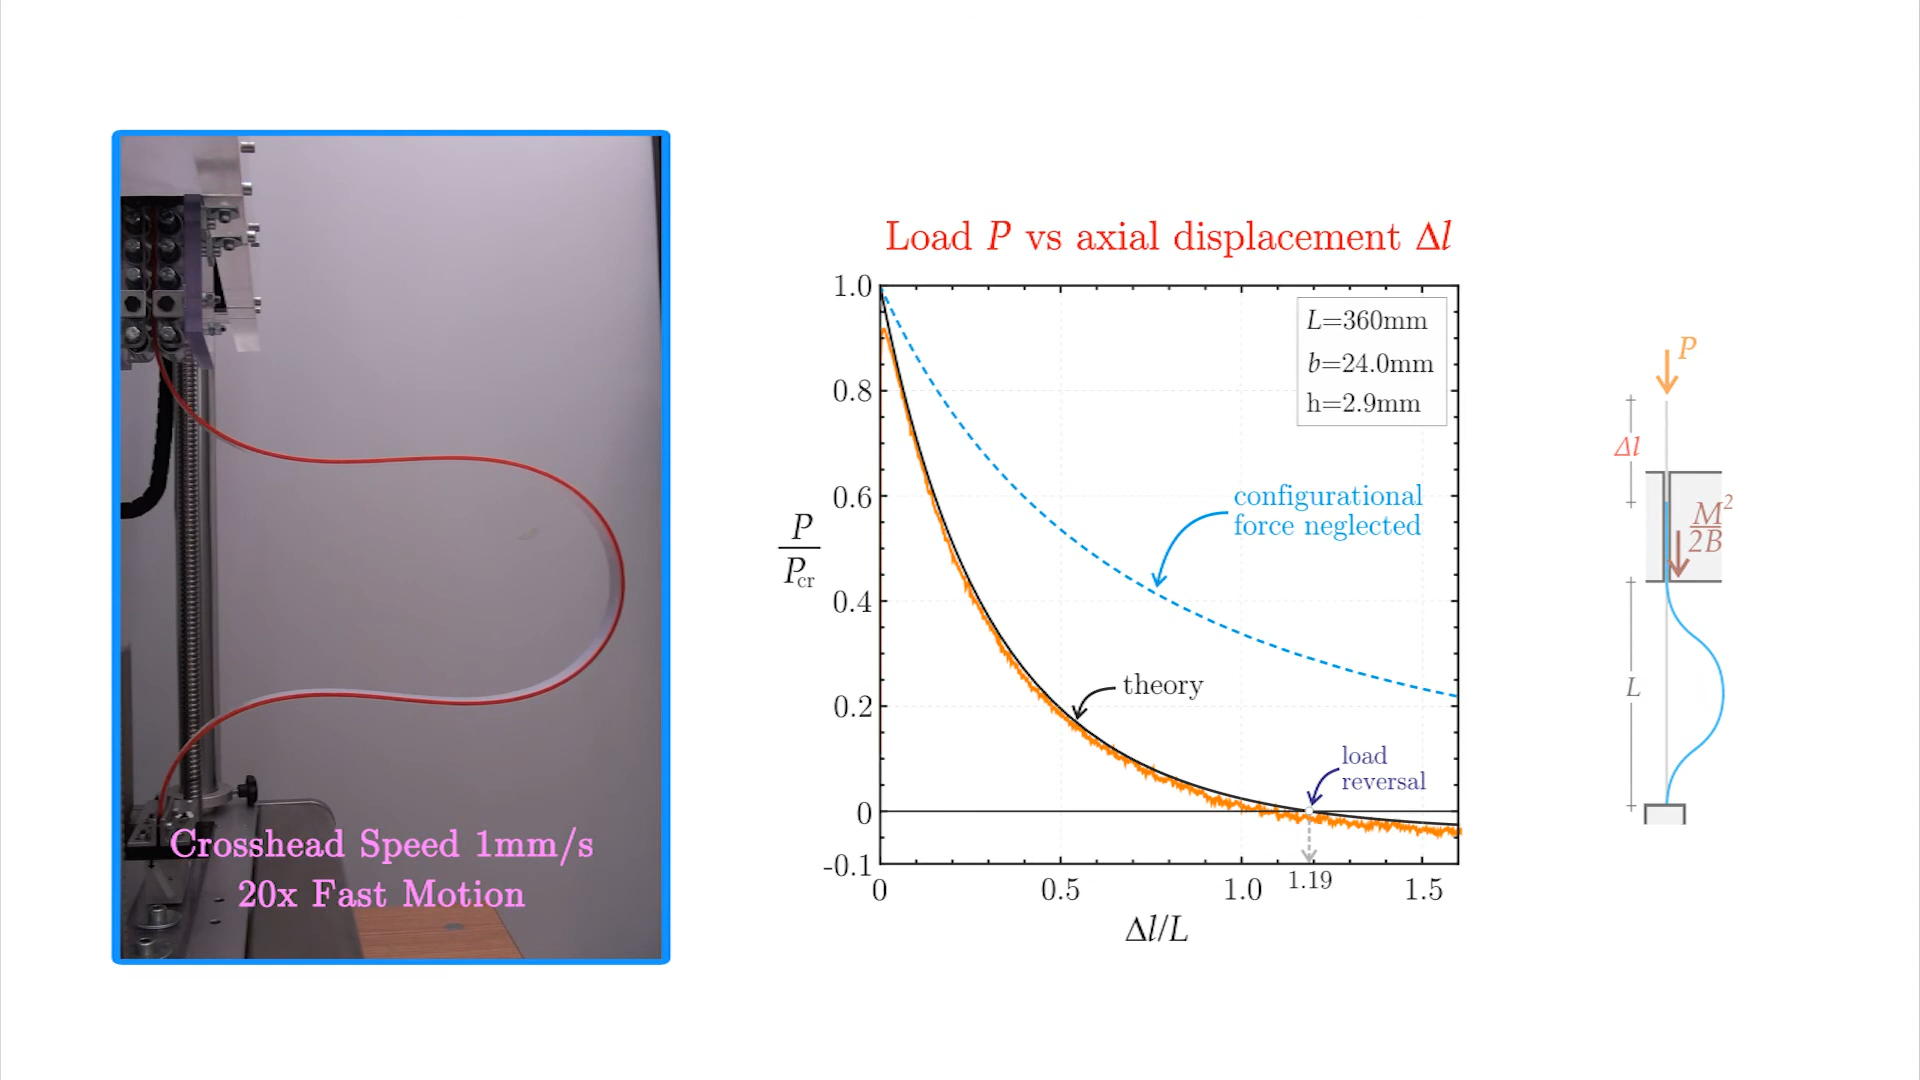 Crosshead Speed 1mm/s
20x Fast Motion
Load P vs axial displacement Δl
1.0
0.8
0.6
0.4
0.2
0
-0.1
P
Pcr
L=360mm
b=24.0mm
h=2.9mm
configurational
force neglected
theory
load
reversal
0 0.5 1.0 1.19 1.5
Δl/L
P
Δl
M²
2B
L